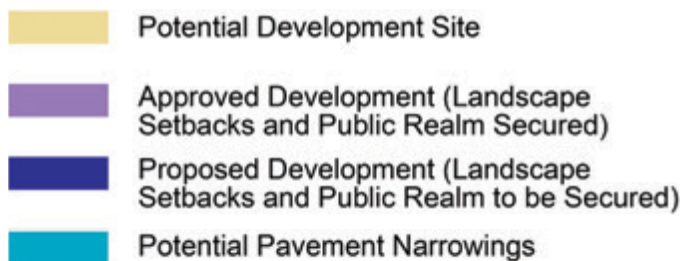 Potential Development Site
Approved Development (Landscape
Setbacks and Public Realm Secured)
Proposed Development (Landscape
Setbacks and Public Realm to be Secured)
Potential Pavement Narrowings